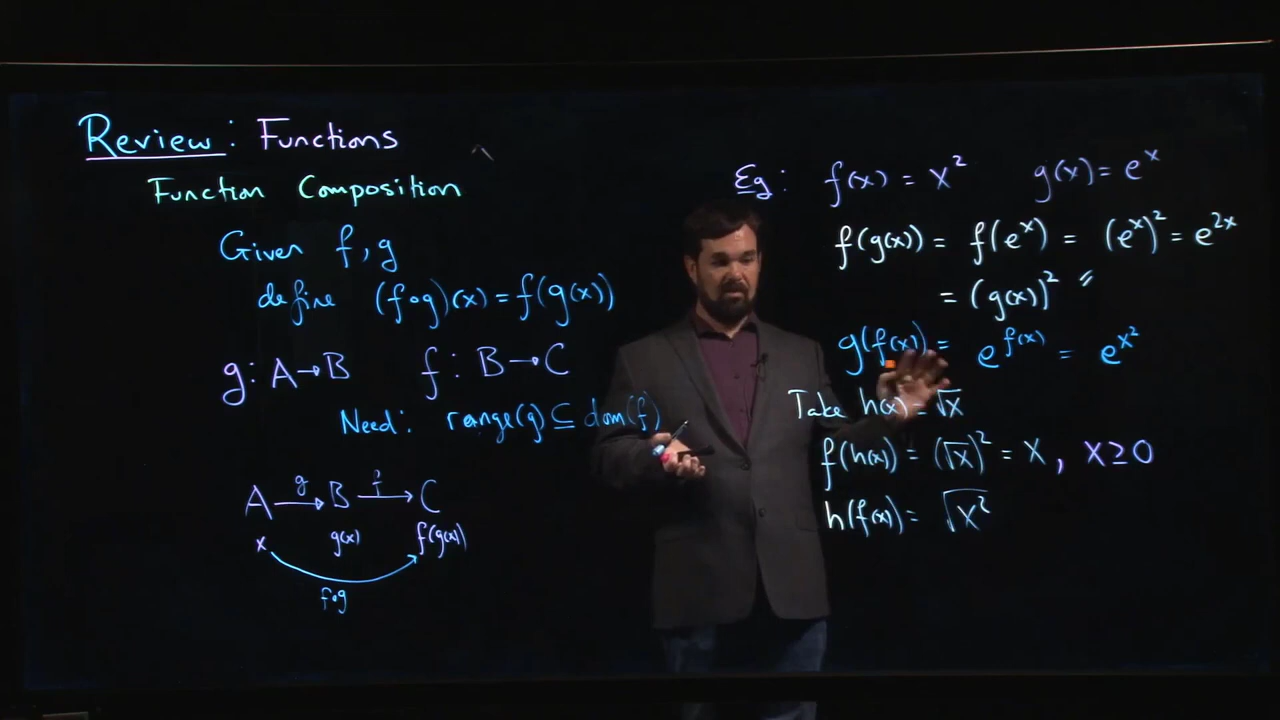 Review: Functions
Function Composition
Given f, g
define (f∘g)(x) = f(g(x))
g: A→B f: B→C
Need: range(g) ⊆ dom(f)
A →g B →f C
x g(x) f(g(x))
f∘g
Eg: f(x) = x² g(x) = eˣ
f(g(x)) = f(eˣ) = (eˣ)² = e²ˣ
= (g(x))² "
g(f(x)) = e^f(x) = e^x²
Take h(x) = √x
f(h(x)) = (√x)² = x, x ≥ 0
h(f(x)) = √x²